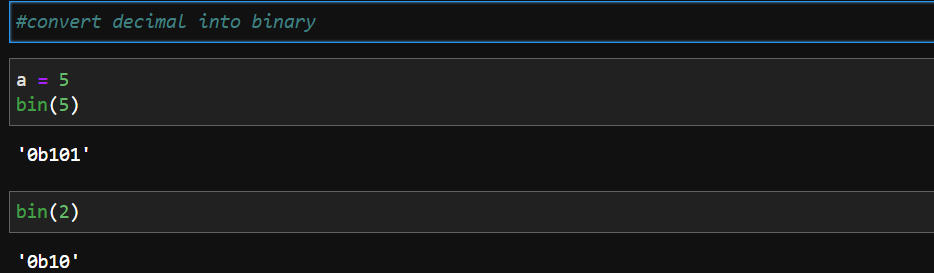 #convert decimal into binary
a = 5
bin(5)
'0b101'
bin(2)
'0b10'